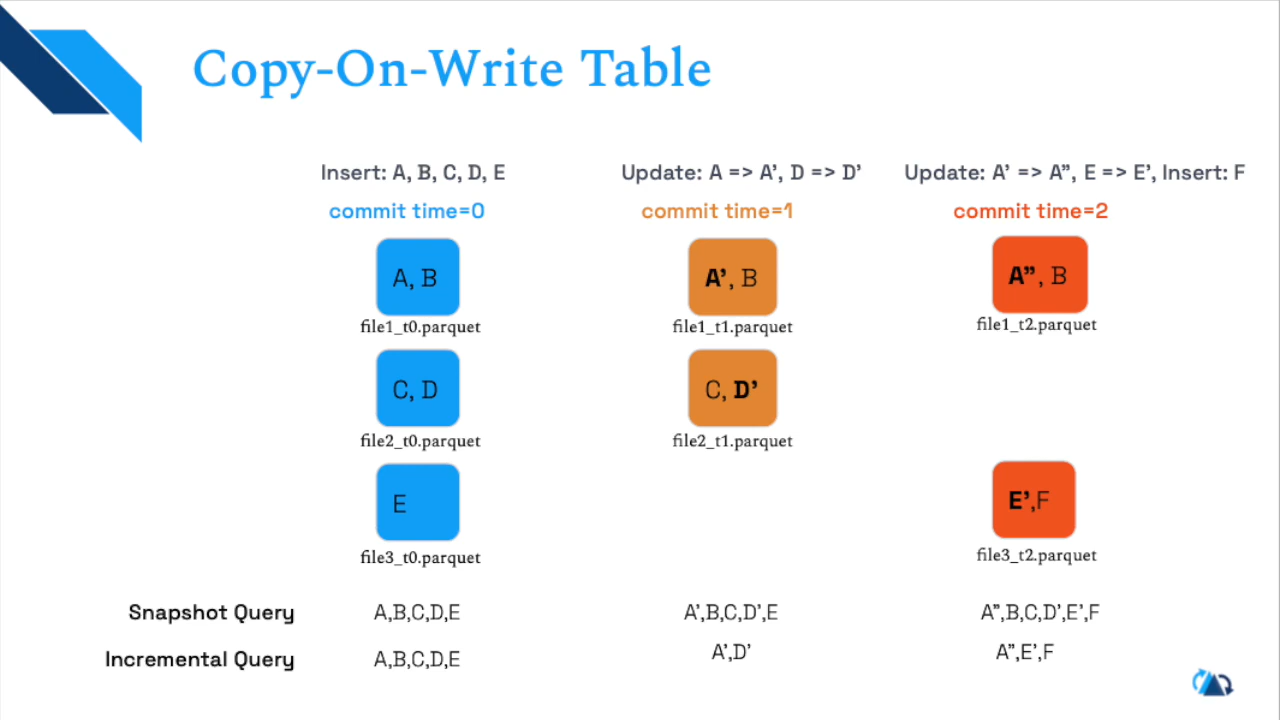 Copy-On-Write Table
Insert: A, B, C, D, E
Update: A => A’, D => D’
Update: A’ => A”, E => E’, Insert: F
commit time=0
commit time=1
commit time=2
A, B
A’, B
A”, B
file1_t0.parquet
file1_t1.parquet
file1_t2.parquet
C, D
C, D’
file2_t0.parquet
file2_t1.parquet
E
E’,F
file3_t0.parquet
file3_t2.parquet
Snapshot Query
A,B,C,D,E
A’,B,C,D’,E
A”,B,C,D’,E’,F
Incremental Query
A,B,C,D,E
A’,D’
A”,E’,F